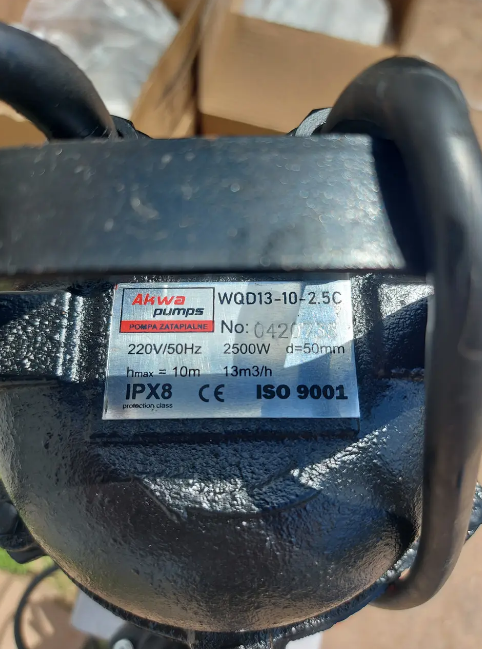 Akwa
pumps
POMPA ZATAPIALNE
WQD13-10-2.5C
No:
220V/50Hz 2500W d=50mm
hmax = 10m 13m3/h
IPX8 CE ISO 9001
protection class